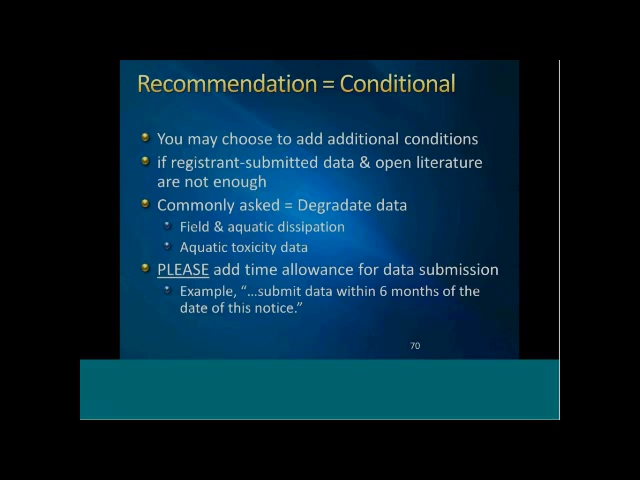 Recommendation = Conditional
You may choose to add additional conditions
if registrant-submitted data & open literature
are not enough
Commonly asked = Degradate data
Field & aquatic dissipation
Aquatic toxicity data
PLEASE add time allowance for data submission
Example, “…submit data within 6 months of the
date of this notice.”
70